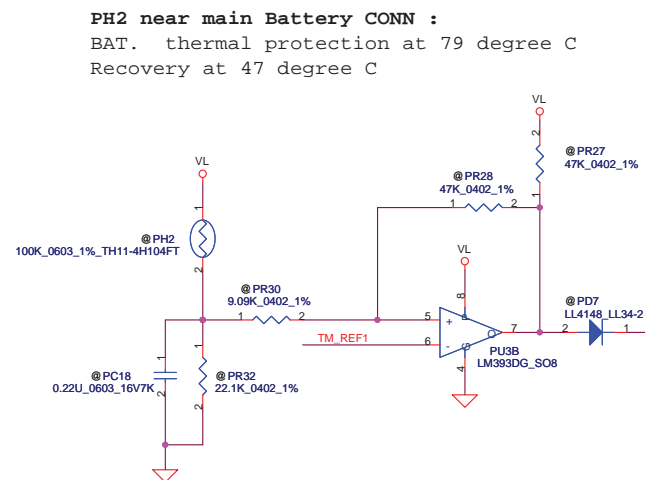 PH2 near main Battery CONN :
BAT. thermal protection at 79 degree C
Recovery at 47 degree C
VL
2
@PR27
47K_0402_1%
1
@PR28
47K_0402_1%
1
2
VL
1
@PH2
100K_0603_1%_TH11-4H104FT
2
VL
8
@PR30
9.09K_0402_1%
1
2
5
+
P
O
7
2
@PD7
LL4148_LL34-2
1
TM_REF1
6
-
G
4
PU3B
LM393DG_SO8
1
@PC18
0.22U_0603_16V7K
2
1
@PR32
22.1K_0402_1%
2